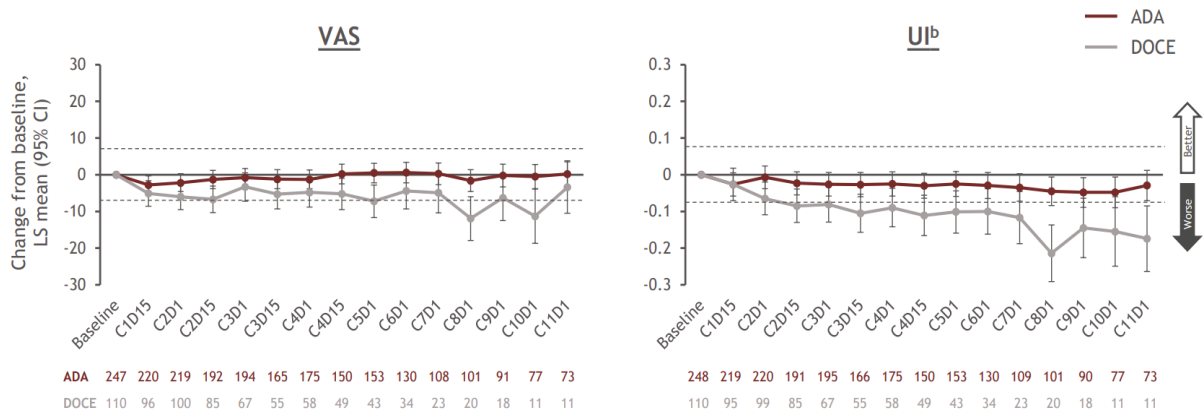 ADA
DOCE
VAS
Change from baseline,
LS mean (95% CI)
30
20
10
0
-10
-20
-30
Baseline
C1D15
C2D1
C2D15
C3D1
C3D15
C4D1
C4D15
C5D1
C6D1
C7D1
C8D1
C9D1
C10D1
C11D1
ADA 247 220 219 192 194 165 175 150 153 130 108 101 91 77 73
DOCE 110 96 100 85 67 55 58 49 43 34 23 20 18 11 11
UIᵇ
0.3
0.2
0.1
0
-0.1
-0.2
-0.3
Baseline
C1D15
C2D1
C2D15
C3D1
C3D15
C4D1
C4D15
C5D1
C6D1
C7D1
C8D1
C9D1
C10D1
C11D1
248 219 220 191 195 166 175 150 153 130 109 101 90 77 73
110 95 99 85 67 55 58 49 43 34 23 20 18 11 11
Better
Worse